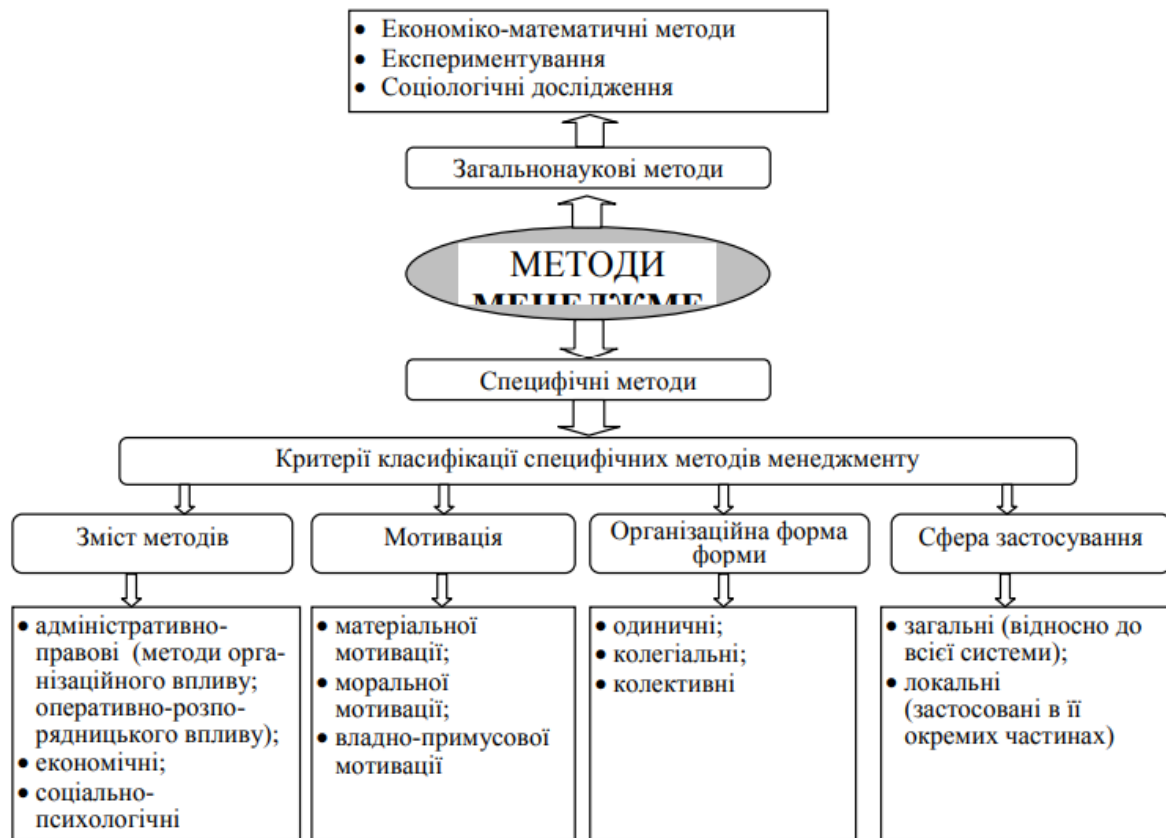 • Економіко-математичні методи
• Експериментування
• Соціологічні дослідження
Загальнонаукові методи
МЕТОДИ
МЕНЕДЖМЕ
Специфічні методи
Критерії класифікації специфічних методів менеджменту
Зміст методів
• адміністративно-
правові (методи орга-
нізаційного впливу;
оперативно-розпо-
рядницького впливу);
• економічні;
• соціально-
психологічні
Мотивація
• матеріальної
мотивації;
• моральної
мотивації;
• владно-примусової
мотивації
Організаційна форма
форми
• одиничні;
• колегіальні;
• колективні
Сфера застосування
• загальні (відносно до
всієї системи);
• локальні
(застосовані в її
окремих частинах)